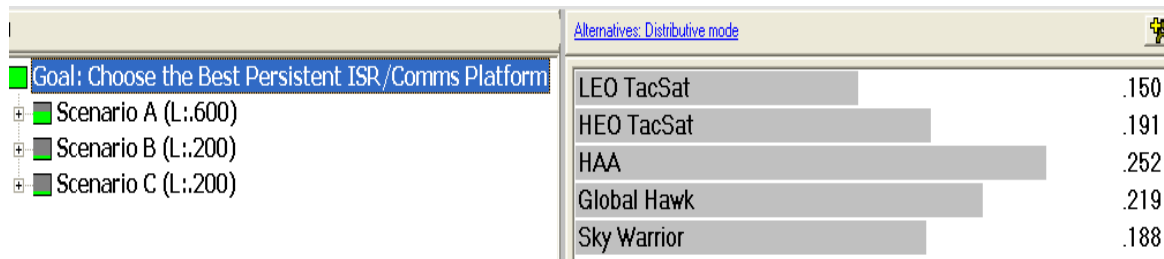 Alternatives: Distributive mode
Goal: Choose the Best Persistent ISR/Comms Platform
Scenario A (L:.600)
Scenario B (L:.200)
Scenario C (L:.200)
LEO TacSat .150
HEO TacSat .191
HAA .252
Global Hawk .219
Sky Warrior .188